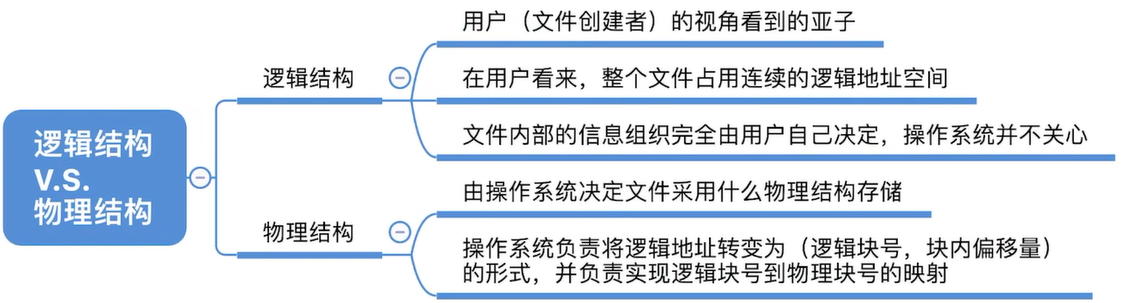 逻辑结构
V.S.
物理结构
逻辑结构
用户（文件创建者）的视角看到的亚子
在用户看来，整个文件占用连续的逻辑地址空间
文件内部的信息组织完全由用户自己决定，操作系统并不关心
物理结构
由操作系统决定文件采用什么物理结构存储
操作系统负责将逻辑地址转变为（逻辑块号，块内偏移量）
的形式，并负责实现逻辑块号到物理块号的映射